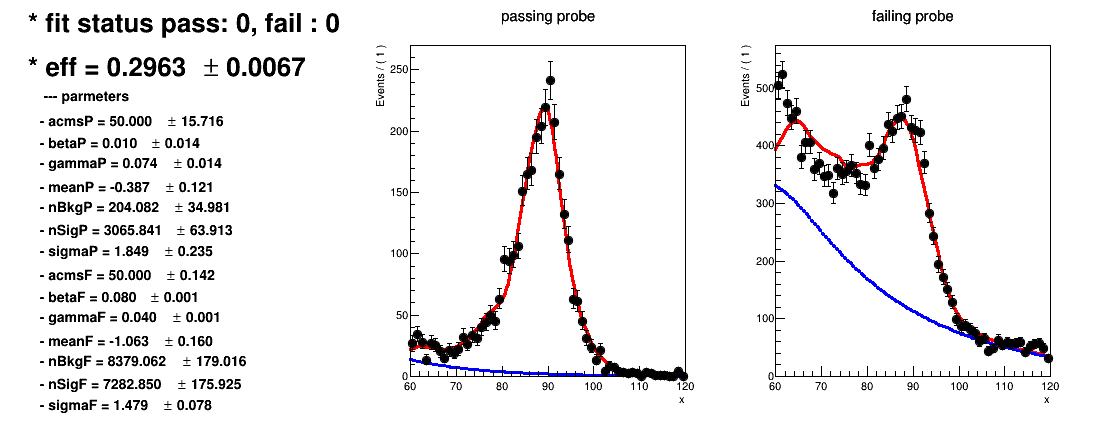 * fit status pass: 0, fail : 0
* eff = 0.2963 ± 0.0067
--- parmeters
- acmsP = 50.000 ± 15.716
- betaP = 0.010 ± 0.014
- gammaP = 0.074 ± 0.014
- meanP = -0.387 ± 0.121
- nBkgP = 204.082 ± 34.981
- nSigP = 3065.841 ± 63.913
- sigmaP = 1.849 ± 0.235
- acmsF = 50.000 ± 0.142
- betaF = 0.080 ± 0.001
- gammaF = 0.040 ± 0.001
- meanF = -1.063 ± 0.160
- nBkgF = 8379.062 ± 179.016
- nSigF = 7282.850 ± 175.925
- sigmaF = 1.479 ± 0.078
passing probe
Events / ( 1 )
250
200
150
100
50
0
60 70 80 90 100 110 120
x
failing probe
Events / ( 1 )
500
400
300
200
100
0
60 70 80 90 100 110 120
x